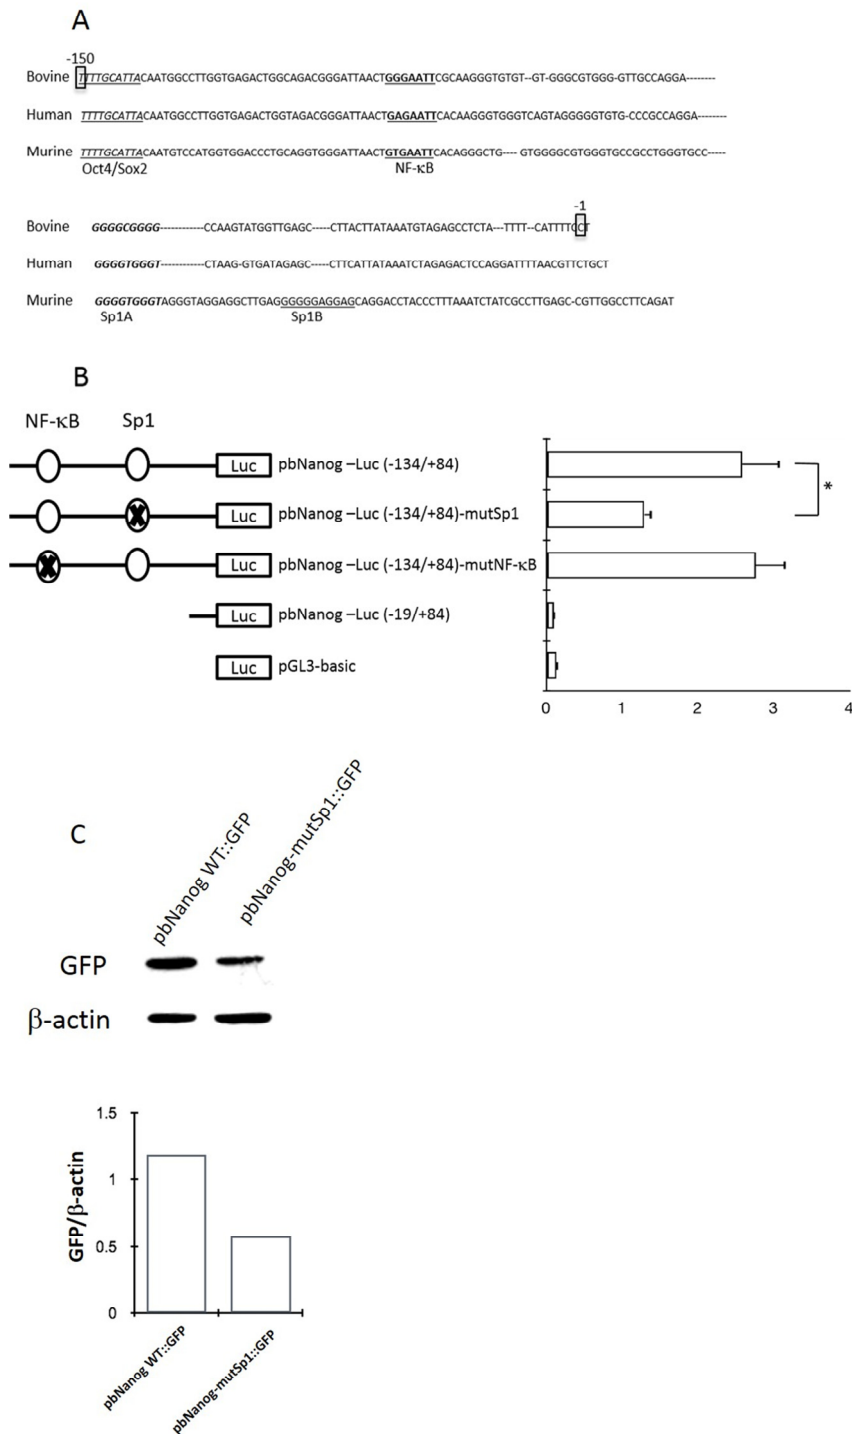 A
-150
Bovine TTTTGCATTACAATGGCCTTGGTGAGACTGGCAGACGGGATTAACTGGGAATTCGCAAGGGTGTGT--GT-GGGCGTGGG-GTTGCCAGGA--------
Human TTTTGCATTACAATGGCCTTGGTGAGACTGGTAGACGGGATTAACTGAGAATTCACAAGGGTGGGTCAGTAGGGGGTGTG-CCCGCCAGGA--------
Murine TTTTGCATTACAATGTCCATGGTGGACCCTGCAGGTGGGATTAACTGTGAATTCACAGGGCTG---- GTGGGGCGTGGGTGCCGCCTGGGTGCC-----
Oct4/Sox2 NF-κB
-1
Bovine GGGGCGGGG-----------CCAAGTATGGTTGAGC-----CTTACTTATAAATGTAGAGCCTCTA---TTTT--CATTTTCCT
Human GGGGTGGGT-----------CTAAG-GTGATAGAGC-----CTTCATTATAAATCTAGAGACTCCAGGATTTTAACGTTCTGCT
Murine GGGGTGGGTAGGGTAGGAGGCTTGAGGGGGGAGGAGCAGGACCTACCCTTTAAATCTATCGCCTTGAGC-CGTTGGCCTTCAGAT
Sp1A Sp1B
B
NF-κB Sp1
Luc pbNanog –Luc (-134/+84)
Luc pbNanog –Luc (-134/+84)-mutSp1
*
Luc pbNanog –Luc (-134/+84)-mutNF-κB
Luc pbNanog –Luc (-19/+84)
Luc pGL3-basic
0 1 2 3 4
C
pbNanog WT::GFP
pbNanog-mutSp1::GFP
GFP
β-actin
1.5
1
0.5
0
GFP/β-actin
pbNanog WT::GFP
pbNanog-mutSp1::GFP